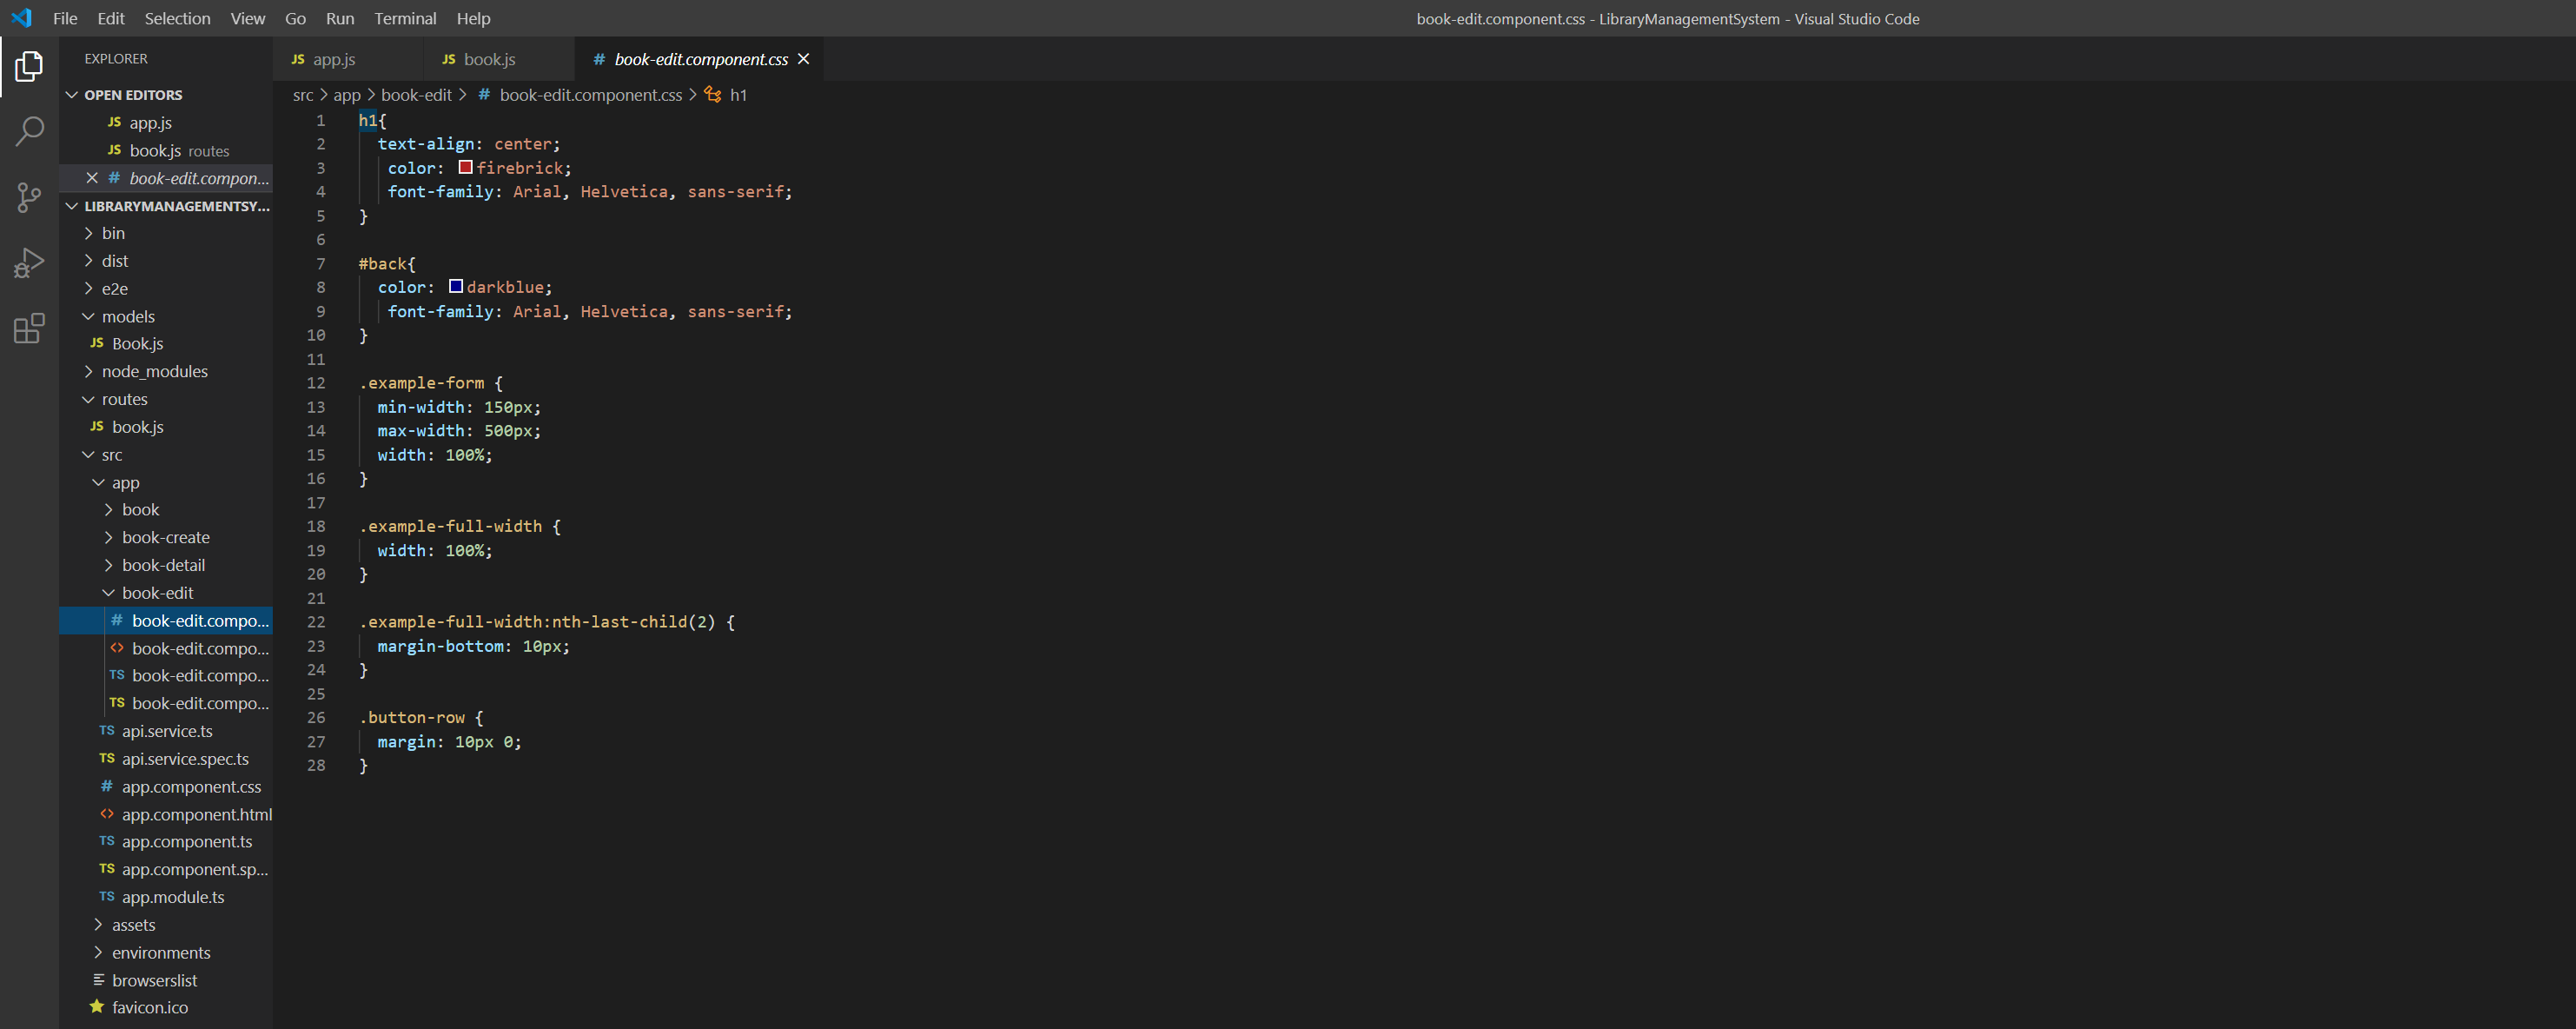 File Edit Selection View Go Run Terminal Help
book-edit.component.css - LibraryManagementSystem - Visual Studio Code
EXPLORER
OPEN EDITORS
JS app.js
JS book.js routes
# book-edit.compon...
LIBRARYMANAGEMENTSY...
bin
dist
e2e
models
JS Book.js
node_modules
routes
JS book.js
src
app
book
book-create
book-detail
book-edit
# book-edit.compo...
<> book-edit.compo...
TS book-edit.compo...
TS book-edit.compo...
TS api.service.ts
TS api.service.spec.ts
# app.component.css
<> app.component.html
TS app.component.ts
TS app.component.sp...
TS app.module.ts
assets
environments
browserslist
favicon.ico
JS app.js JS book.js # book-edit.component.css
src > app > book-edit > # book-edit.component.css > h1
1 h1{
2 text-align: center;
3 color: firebrick;
4 font-family: Arial, Helvetica, sans-serif;
5 }
6
7 #back{
8 color: darkblue;
9 font-family: Arial, Helvetica, sans-serif;
10 }
11
12 .example-form {
13 min-width: 150px;
14 max-width: 500px;
15 width: 100%;
16 }
17
18 .example-full-width {
19 width: 100%;
20 }
21
22 .example-full-width:nth-last-child(2) {
23 margin-bottom: 10px;
24 }
25
26 .button-row {
27 margin: 10px 0;
28 }